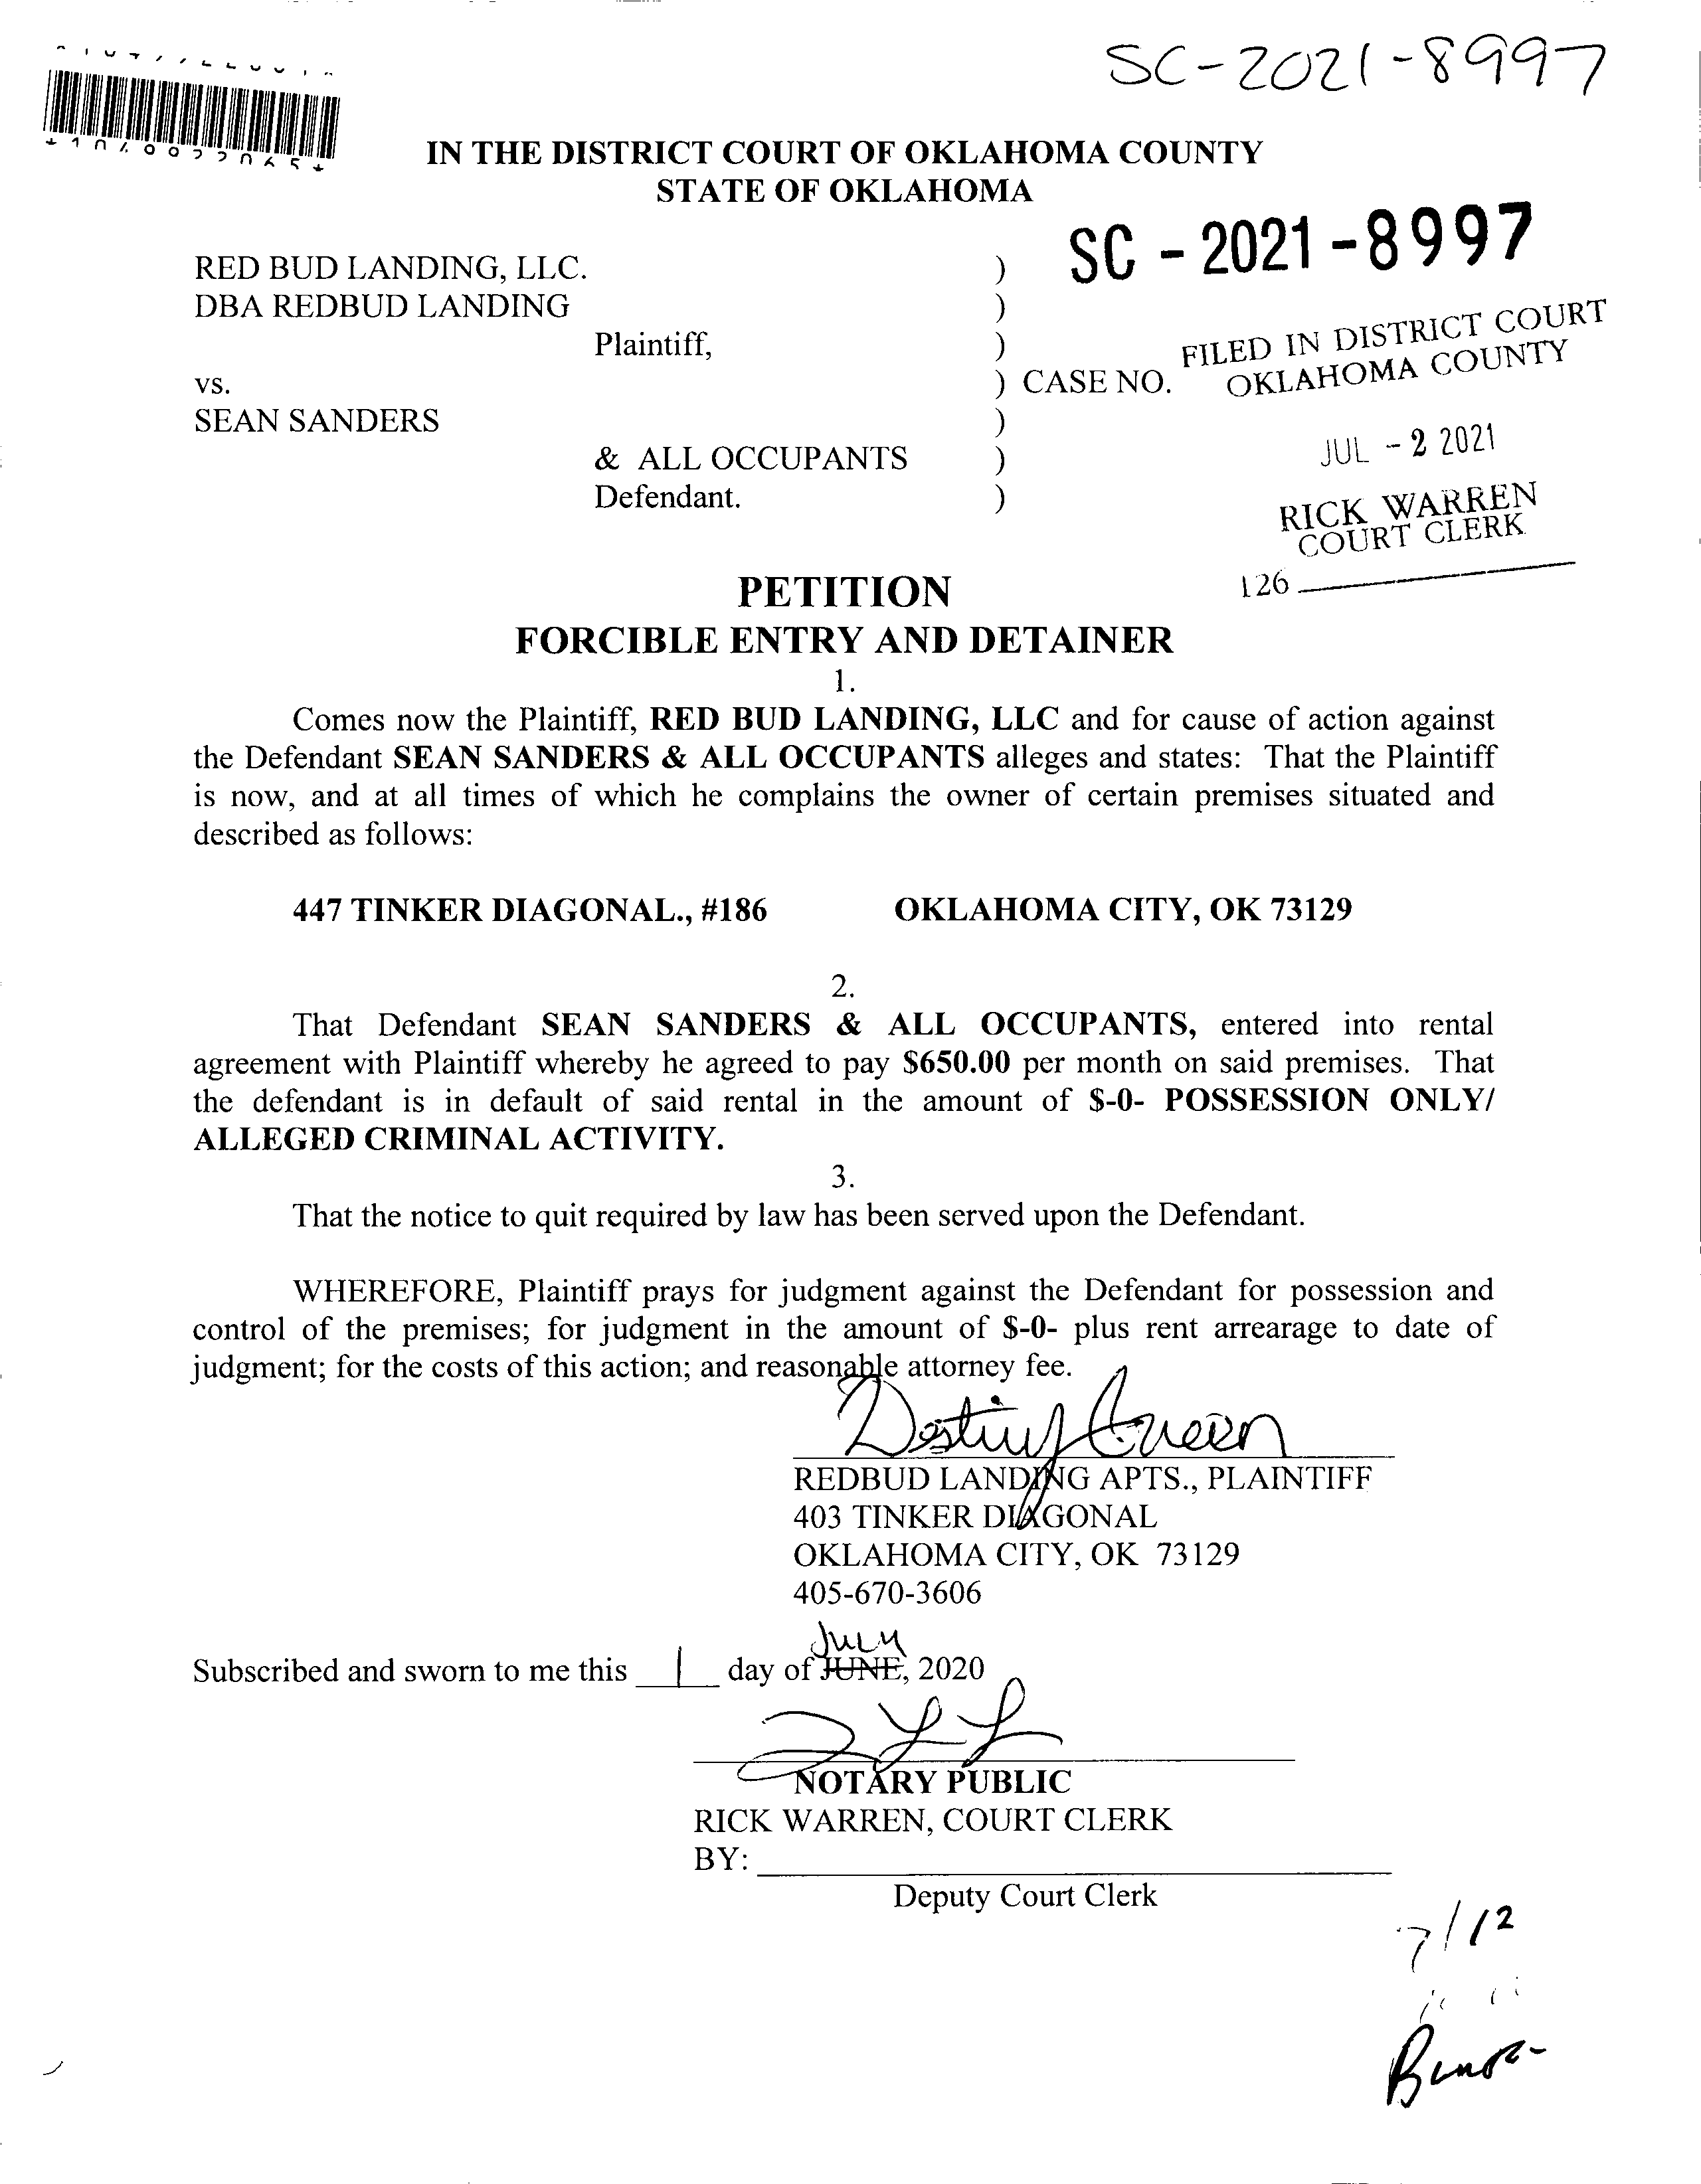 SC-2021-8997
IN THE DISTRICT COURT OF OKLAHOMA COUNTY
STATE OF OKLAHOMA
SC - 2021 - 8997
RED BUD LANDING, LLC. )
DBA REDBUD LANDING )
Plaintiff, )
vs. ) CASE NO.
SEAN SANDERS )
& ALL OCCUPANTS )
Defendant. )
FILED IN DISTRICT COURT
OKLAHOMA COUNTY
JUL - 2 2021
RICK WARREN
COURT CLERK
126
PETITION
FORCIBLE ENTRY AND DETAINER
1.
Comes now the Plaintiff, RED BUD LANDING, LLC and for cause of action against
the Defendant SEAN SANDERS & ALL OCCUPANTS alleges and states: That the Plaintiff
is now, and at all times of which he complains the owner of certain premises situated and
described as follows:
447 TINKER DIAGONAL., #186 OKLAHOMA CITY, OK 73129
2.
That Defendant SEAN SANDERS & ALL OCCUPANTS, entered into rental
agreement with Plaintiff whereby he agreed to pay $650.00 per month on said premises. That
the defendant is in default of said rental in the amount of $-0- POSSESSION ONLY/
ALLEGED CRIMINAL ACTIVITY.
3.
That the notice to quit required by law has been served upon the Defendant.
WHEREFORE, Plaintiff prays for judgment against the Defendant for possession and
control of the premises; for judgment in the amount of $-0- plus rent arrearage to date of
judgment; for the costs of this action; and reasonable attorney fee.
Destiny Green
REDBUD LANDING APTS., PLAINTIFF
403 TINKER DIAGONAL
OKLAHOMA CITY, OK 73129
405-670-3606
July
Subscribed and sworn to me this 1 day of JUNE, 2020
NOTARY PUBLIC
RICK WARREN, COURT CLERK
BY:
Deputy Court Clerk
7/12